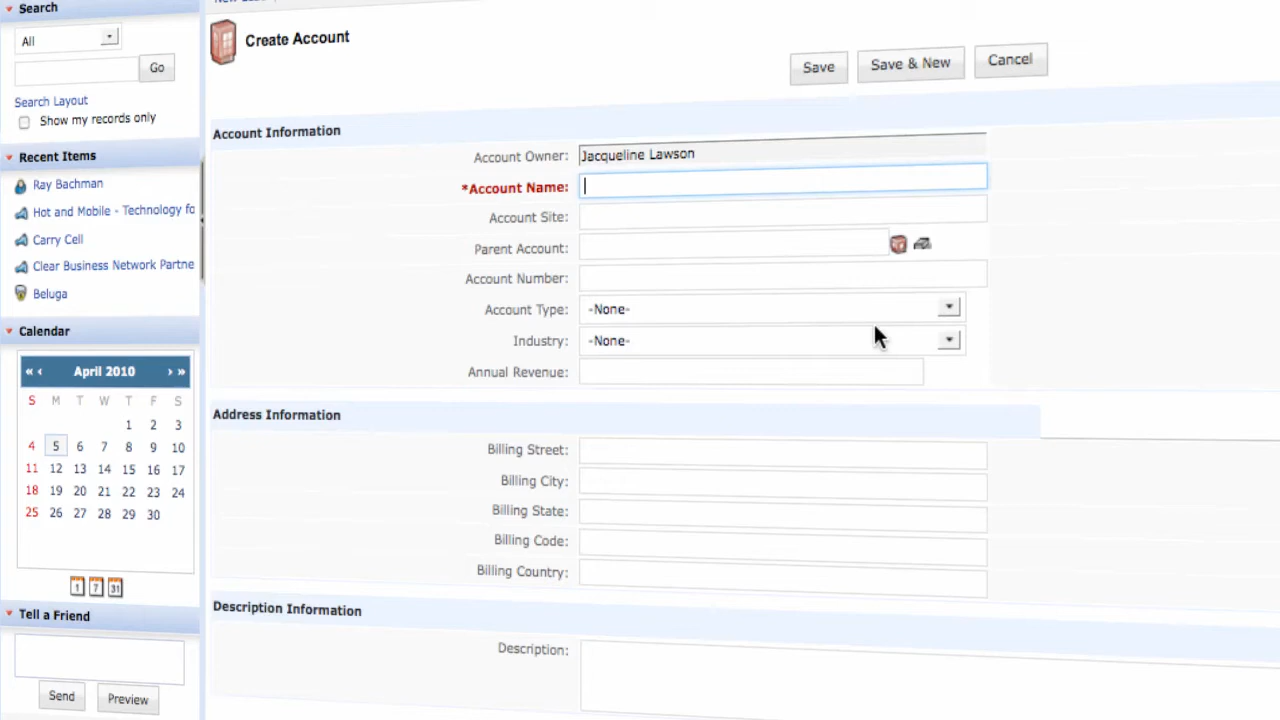 Search
All
Go
Search Layout
Show my records only
Recent Items
Ray Bachman
Hot and Mobile - Technology fo
Carry Cell
Clear Business Network Partne
Beluga
Calendar
« ‹ April 2010 › »
S M T W T F S
1 2 3
4 5 6 7 8 9 10
11 12 13 14 15 16 17
18 19 20 21 22 23 24
25 26 27 28 29 30
1 7 31
Tell a Friend
Send Preview
Create Account
Save Save & New Cancel
Account Information
Account Owner: Jacqueline Lawson
*Account Name:
Account Site:
Parent Account:
Account Number:
Account Type: -None-
Industry: -None-
Annual Revenue:
Address Information
Billing Street:
Billing City:
Billing State:
Billing Code:
Billing Country:
Description Information
Description: